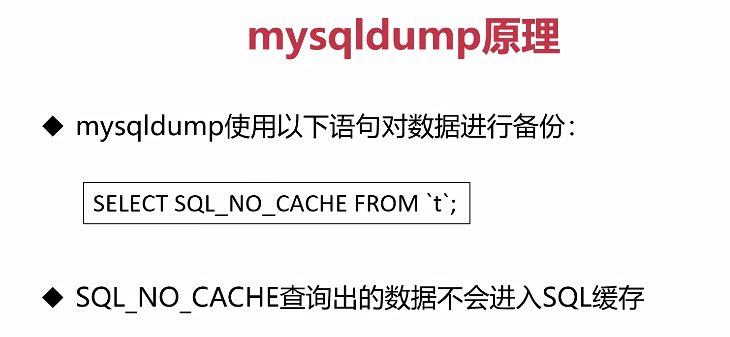 mysqldump原理
◆ mysqldump使用以下语句对数据进行备份：
SELECT SQL_NO_CACHE FROM `t`;
◆ SQL_NO_CACHE查询出的数据不会进入SQL缓存